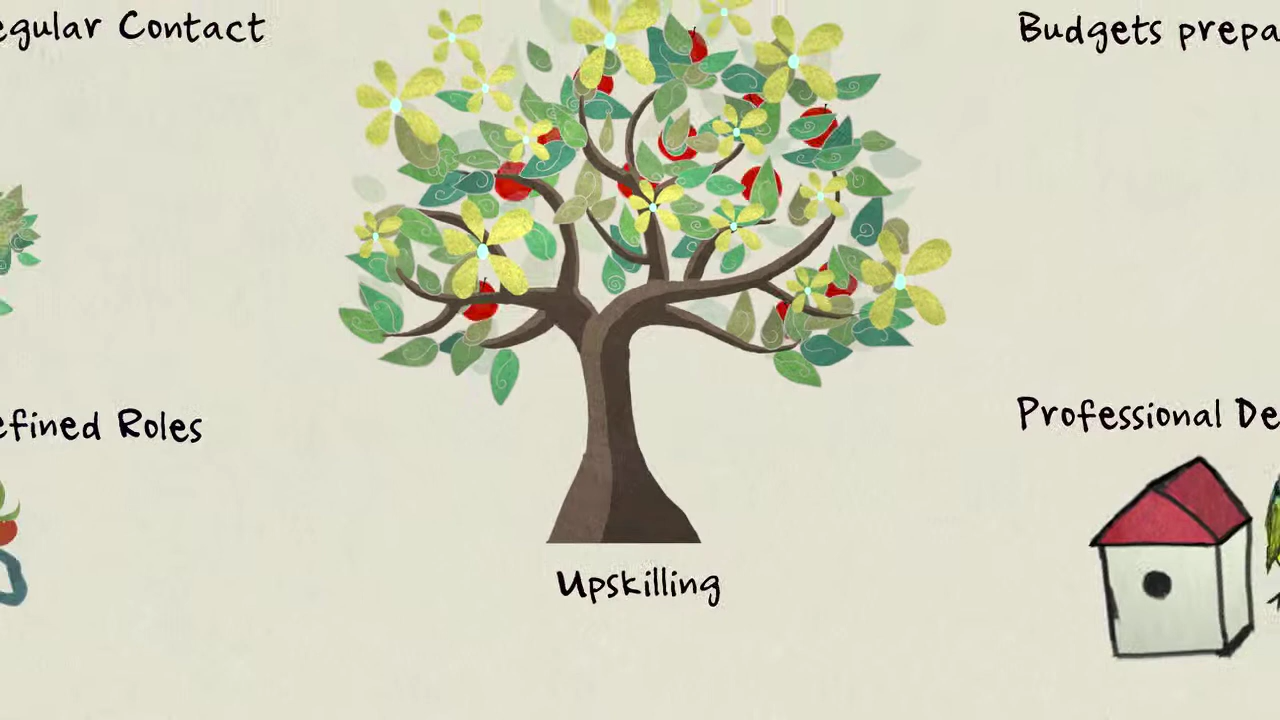 egular Contact
Budgets prepa
efined Roles
Professional De
Upskilling